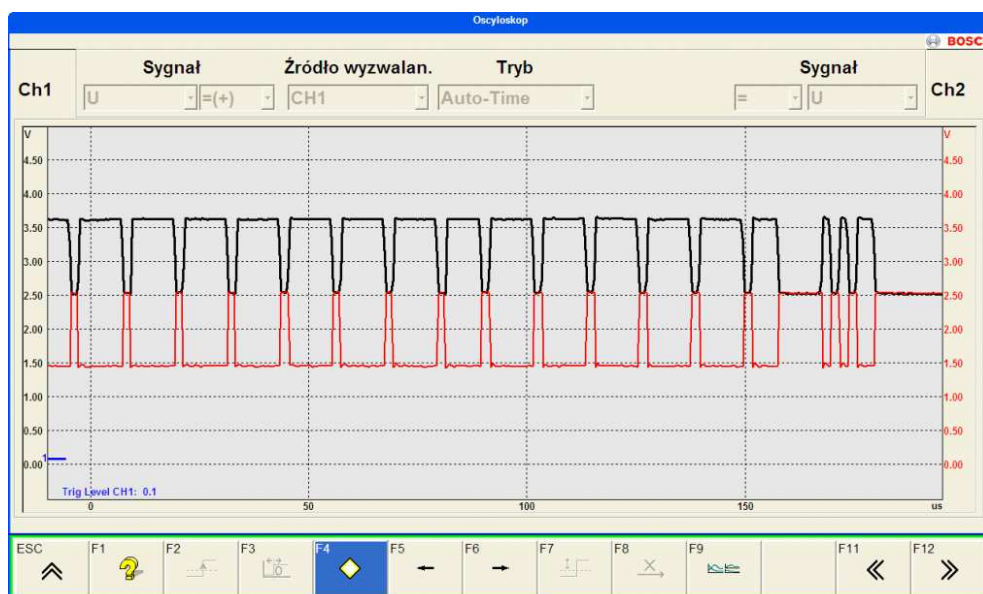 Oscyloskop
BOSC
Ch1 Sygnał Źródło wyzwalan. Tryb Sygnał Ch2
U =(+) CH1 Auto-Time = U
V V
4.50 4.50
4.00 4.00
3.50 3.50
3.00 3.00
2.50 2.50
2.00 2.00
1.50 1.50
1.00 1.00
0.50 0.50
0.00 1 0.00
Trig Level CH1: 0.1
0 50 100 150 us
ESC F1 F2 F3 F4 F5 F6 F7 F8 F9 F11 F12
? 0 X